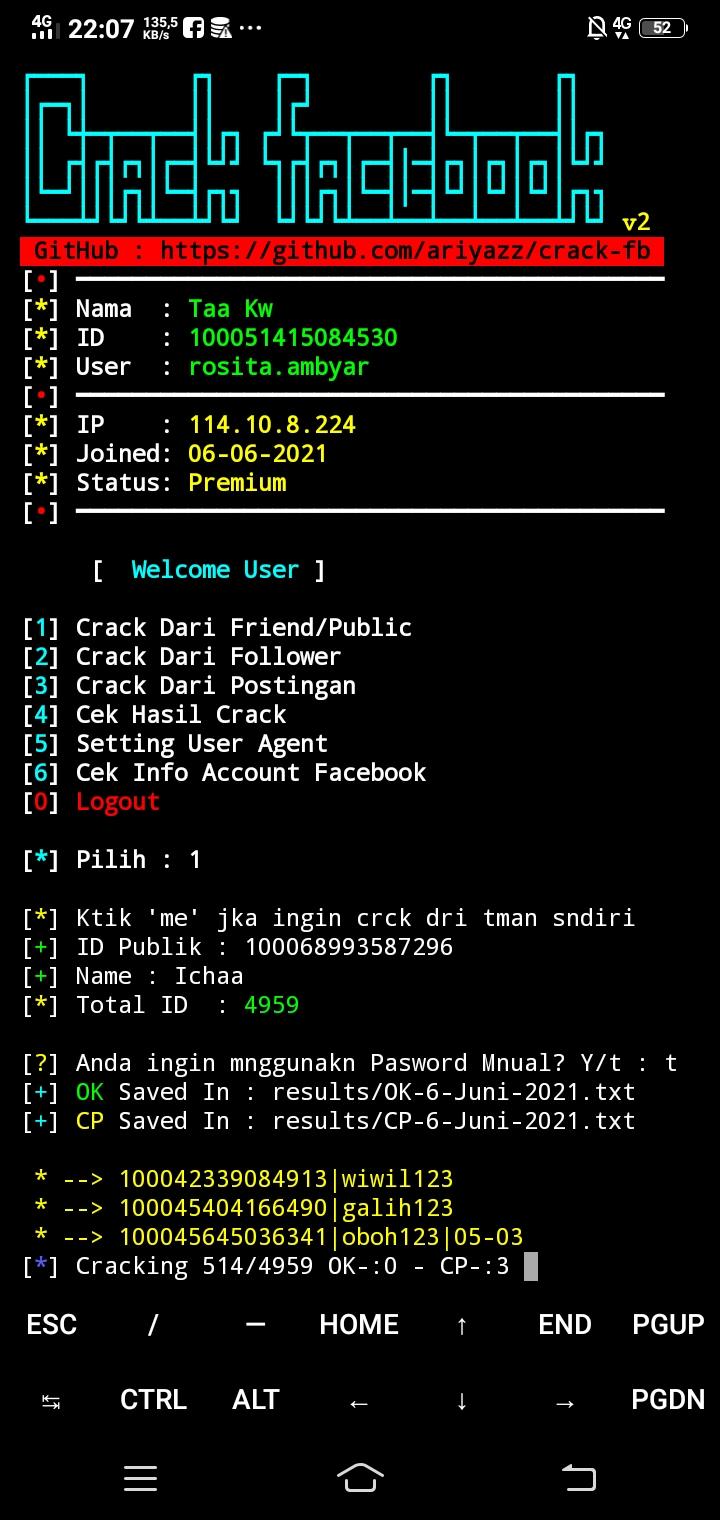 4G 22:07 135,5 KB/s 4G 52
Crack facebook v2
GitHub : https://github.com/ariyazz/crack-fb
[•]
[*] Nama : Taa Kw
[*] ID : 100051415084530
[*] User : rosita.ambyar
[•]
[*] IP : 114.10.8.224
[*] Joined: 06-06-2021
[*] Status: Premium
[•]
[ Welcome User ]
[1] Crack Dari Friend/Public
[2] Crack Dari Follower
[3] Crack Dari Postingan
[4] Cek Hasil Crack
[5] Setting User Agent
[6] Cek Info Account Facebook
[0] Logout
[*] Pilih : 1
[*] Ktik 'me' jka ingin crck dri tman sndiri
[+] ID Publik : 100068993587296
[+] Name : Ichaa
[*] Total ID : 4959
[?] Anda ingin mnggunakn Pasword Mnual? Y/t : t
[+] OK Saved In : results/OK-6-Juni-2021.txt
[+] CP Saved In : results/CP-6-Juni-2021.txt
* --> 100042339084913|wiwil123
* --> 100045404166490|galih123
* --> 100045645036341|oboh123|05-03
[*] Cracking 514/4959 OK-:0 - CP-:3
ESC / — HOME ↑ END PGUP
↹ CTRL ALT ← ↓ → PGDN